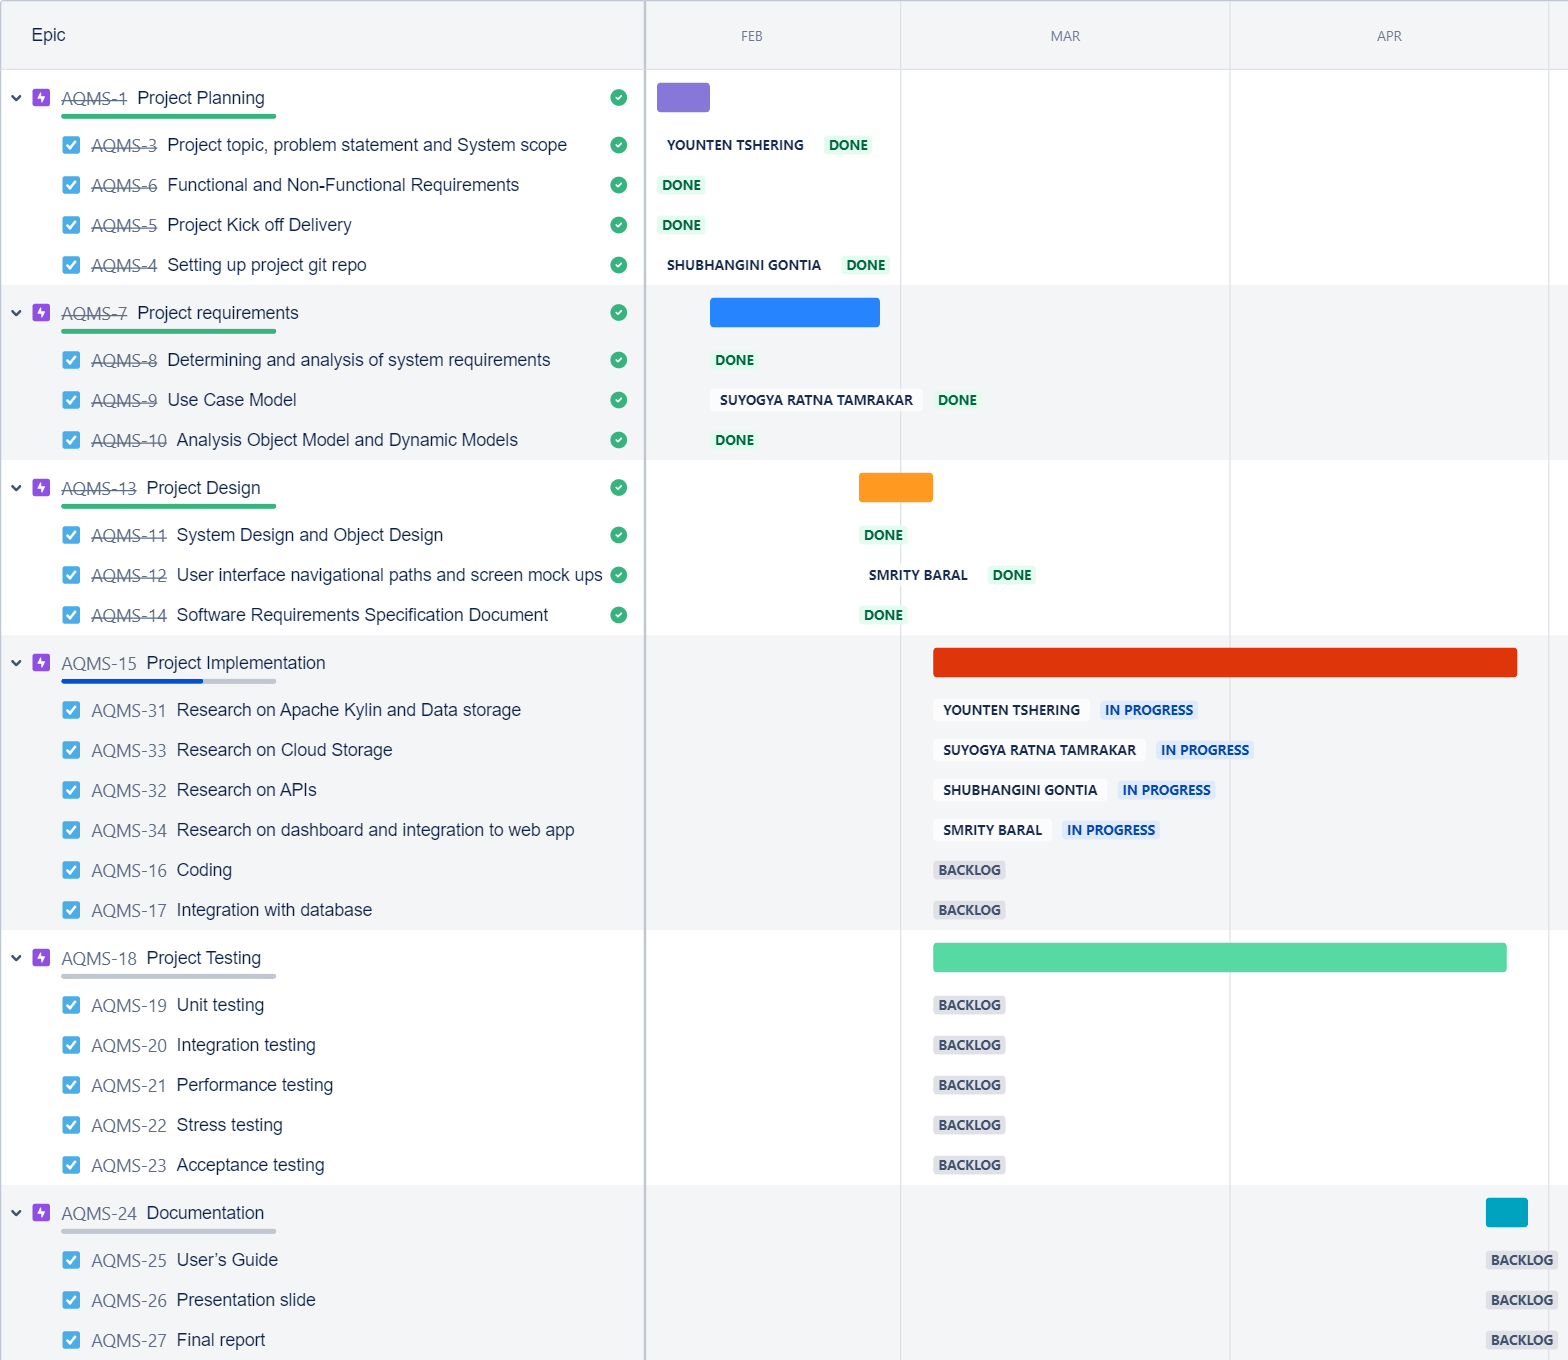 Epic FEB MAR APR
AQMS-1 Project Planning
AQMS-3 Project topic, problem statement and System scope YOUNTEN TSHERING DONE
AQMS-6 Functional and Non-Functional Requirements DONE
AQMS-5 Project Kick off Delivery DONE
AQMS-4 Setting up project git repo SHUBHANGINI GONTIA DONE
AQMS-7 Project requirements
AQMS-8 Determining and analysis of system requirements DONE
AQMS-9 Use Case Model SUYOGYA RATNA TAMRAKAR DONE
AQMS-10 Analysis Object Model and Dynamic Models DONE
AQMS-13 Project Design
AQMS-11 System Design and Object Design DONE
AQMS-12 User interface navigational paths and screen mock ups SMRITY BARAL DONE
AQMS-14 Software Requirements Specification Document DONE
AQMS-15 Project Implementation
AQMS-31 Research on Apache Kylin and Data storage YOUNTEN TSHERING IN PROGRESS
AQMS-33 Research on Cloud Storage SUYOGYA RATNA TAMRAKAR IN PROGRESS
AQMS-32 Research on APIs SHUBHANGINI GONTIA IN PROGRESS
AQMS-34 Research on dashboard and integration to web app SMRITY BARAL IN PROGRESS
AQMS-16 Coding BACKLOG
AQMS-17 Integration with database BACKLOG
AQMS-18 Project Testing
AQMS-19 Unit testing BACKLOG
AQMS-20 Integration testing BACKLOG
AQMS-21 Performance testing BACKLOG
AQMS-22 Stress testing BACKLOG
AQMS-23 Acceptance testing BACKLOG
AQMS-24 Documentation
AQMS-25 User’s Guide BACKLOG
AQMS-26 Presentation slide BACKLOG
AQMS-27 Final report BACKLOG